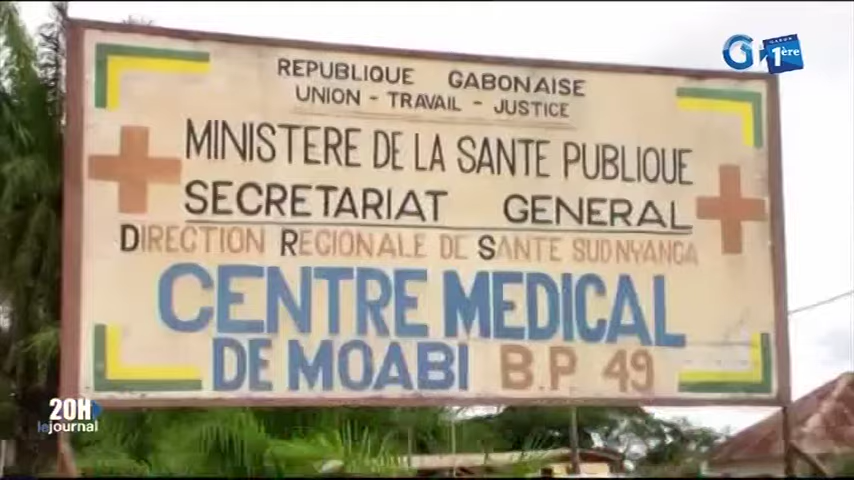 GABON
G 1ère
REPUBLIQUE GABONAISE
UNION - TRAVAIL - JUSTICE
MINISTERE DE LA SANTE PUBLIQUE
SECRETARIAT GENERAL
DIRECTION REGIONALE DE SANTE SUD NYANGA
CENTRE MEDICAL
DE MOABI B.P 49
20H
le journal